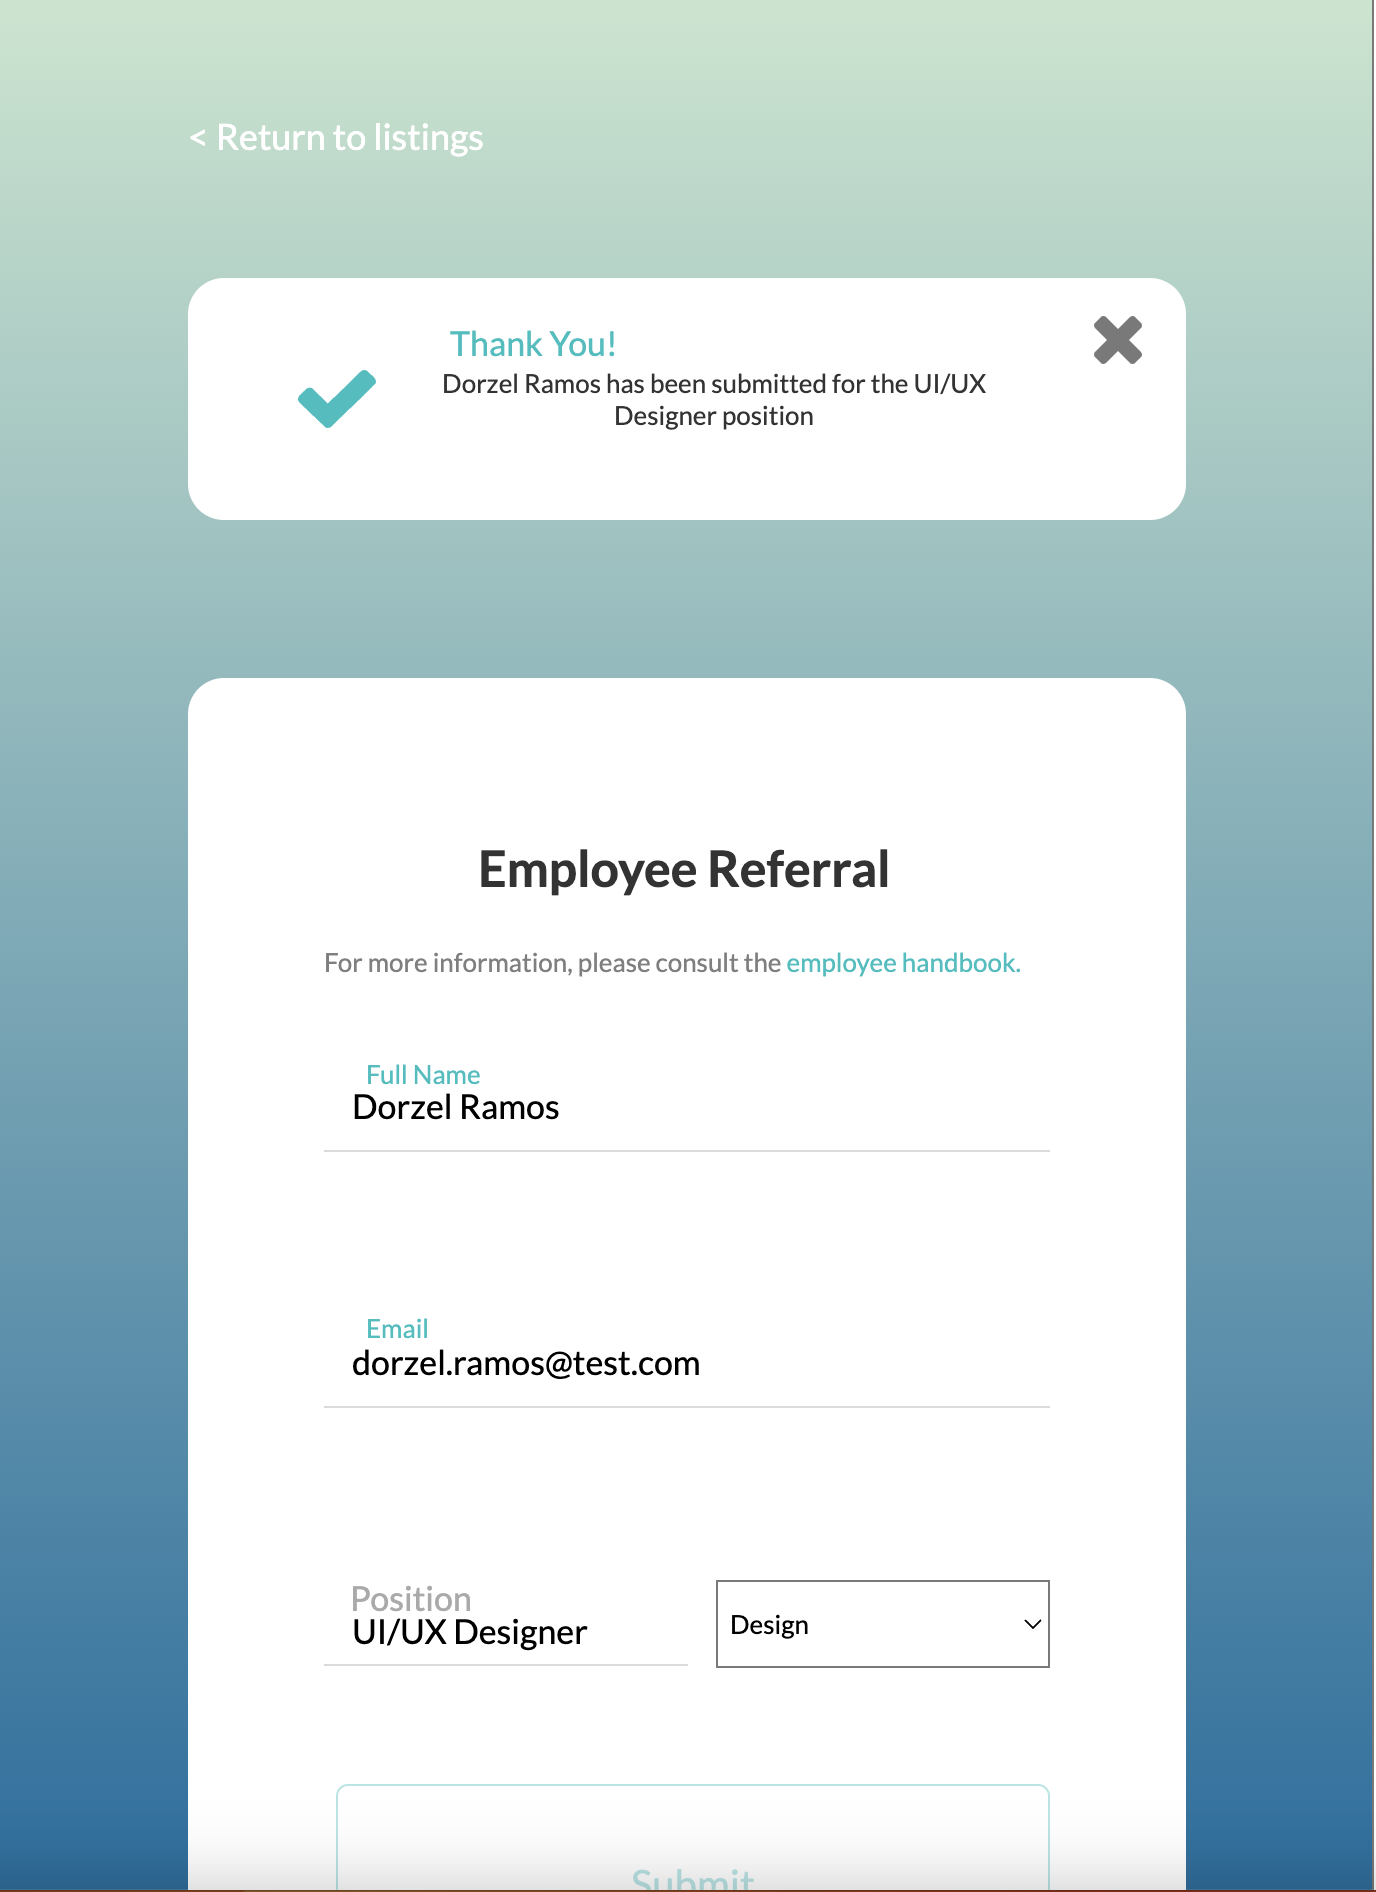 < Return to listings
Thank You!
Dorzel Ramos has been submitted for the UI/UX
Designer position
Employee Referral
For more information, please consult the employee handbook.
Full Name
Dorzel Ramos
Email
dorzel.ramos@test.com
Position
UI/UX Designer
Design
Submit